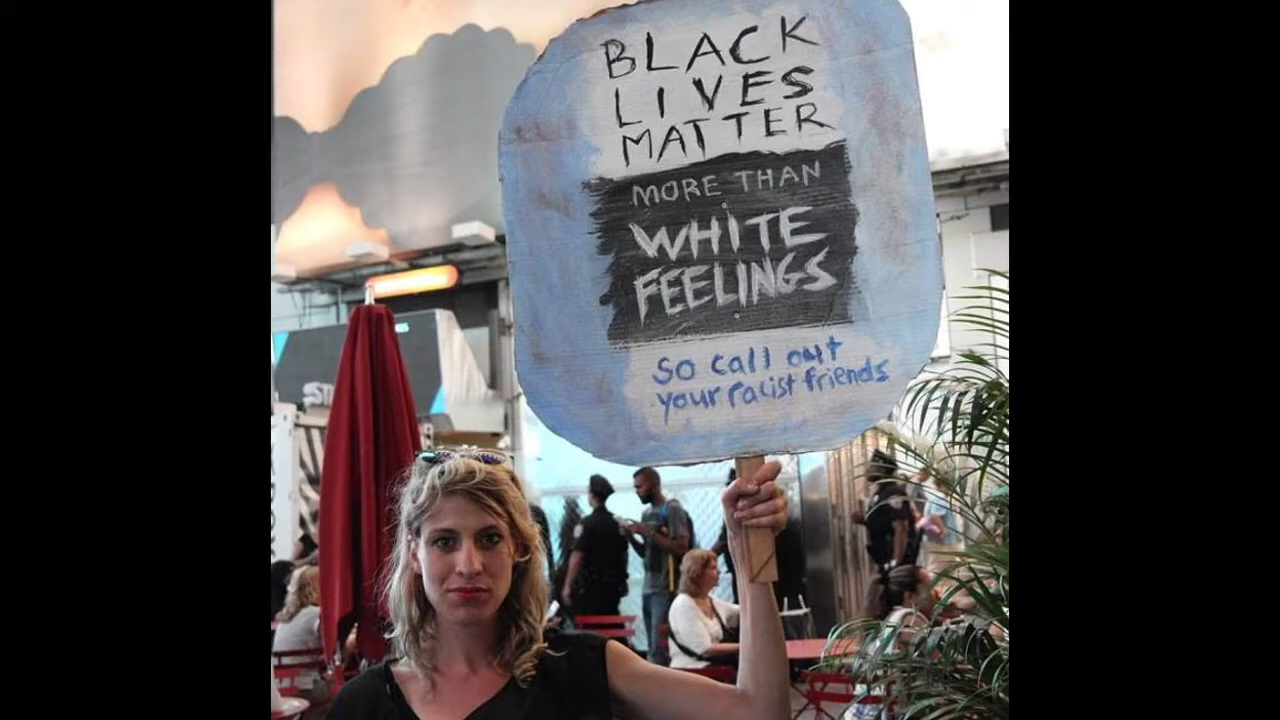 BLACK
LIVES
MATTER
MORE THAN
WHITE
FEELINGS
so call out
your racist friends